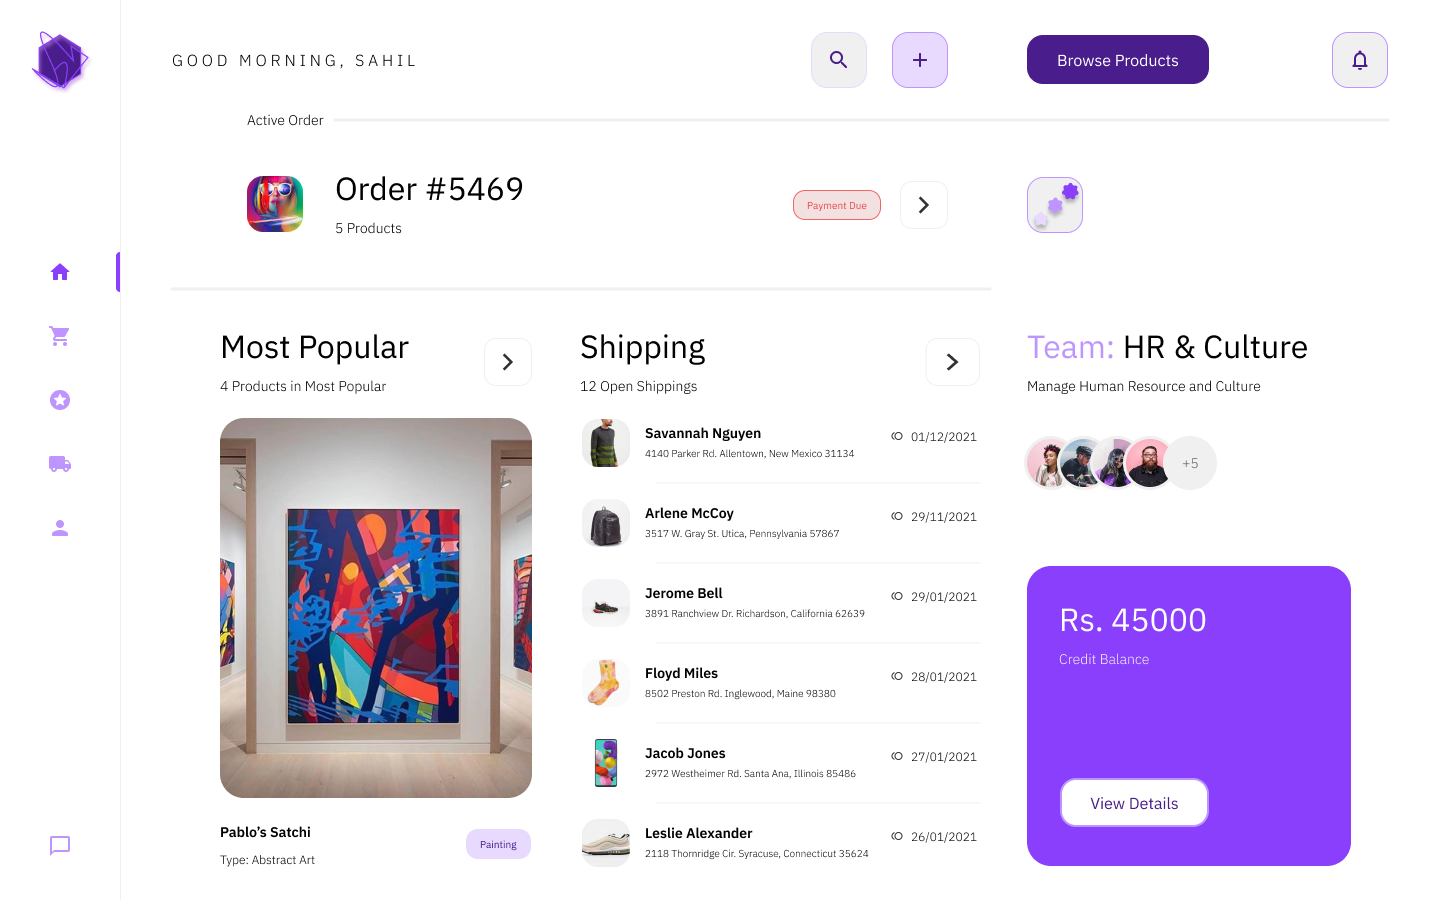 GOOD MORNING, SAHIL
Browse Products
Active Order
Order #5469
5 Products
Payment Due
Most Popular
4 Products in Most Popular
Pablo’s Satchi
Type: Abstract Art
Painting
Shipping
12 Open Shippings
Savannah Nguyen
4140 Parker Rd. Allentown, New Mexico 31134
01/12/2021
Arlene McCoy
3517 W. Gray St. Utica, Pennsylvania 57867
29/11/2021
Jerome Bell
3891 Ranchview Dr. Richardson, California 62639
29/01/2021
Floyd Miles
8502 Preston Rd. Inglewood, Maine 98380
28/01/2021
Jacob Jones
2972 Westheimer Rd. Santa Ana, Illinois 85486
27/01/2021
Leslie Alexander
2118 Thornridge Cir. Syracuse, Connecticut 35624
26/01/2021
Team: HR & Culture
Manage Human Resource and Culture
+5
Rs. 45000
Credit Balance
View Details